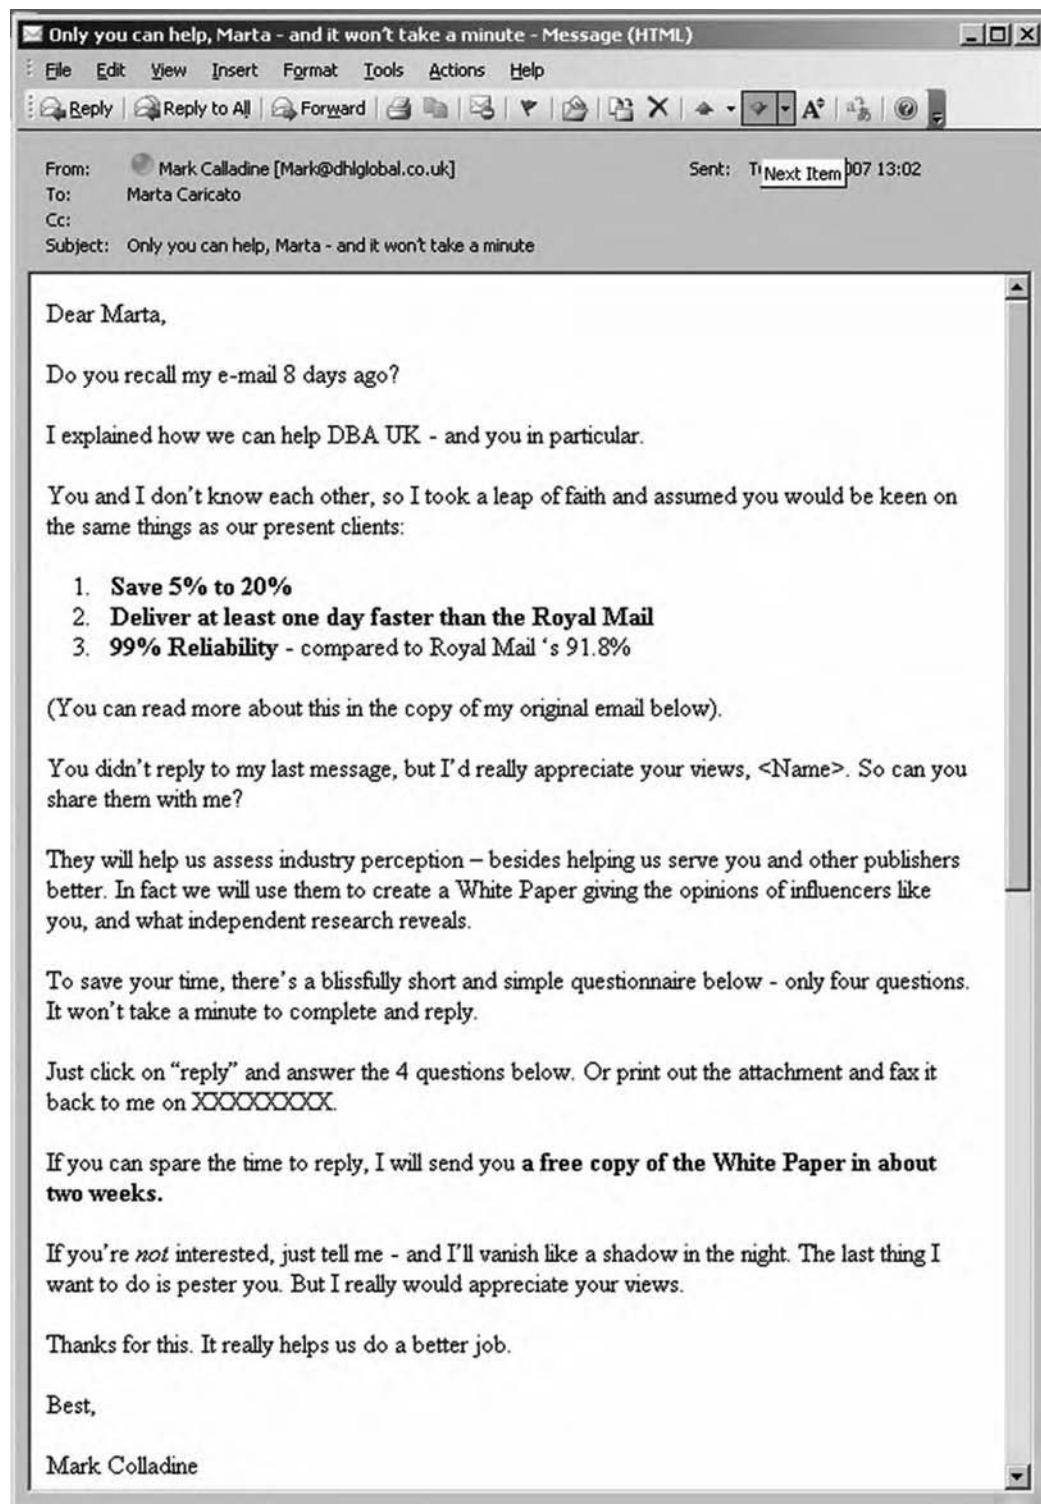 Only you can help, Marta - and it won't take a minute - Message (HTML)
File Edit View Insert Format Tools Actions Help
Reply Reply to All Forward
From: Mark Calladine [Mark@dhlglobal.co.uk] Sent: 007 13:02
Next Item
To: Marta Caricato
Cc:
Subject: Only you can help, Marta - and it won't take a minute
Dear Marta,
Do you recall my e-mail 8 days ago?
I explained how we can help DBA UK - and you in particular.
You and I don't know each other, so I took a leap of faith and assumed you would be keen on
the same things as our present clients:
1. Save 5% to 20%
2. Deliver at least one day faster than the Royal Mail
3. 99% Reliability - compared to Royal Mail 's 91.8%
(You can read more about this in the copy of my original email below).
You didn't reply to my last message, but I'd really appreciate your views, <Name>. So can you
share them with me?
They will help us assess industry perception – besides helping us serve you and other publishers
better. In fact we will use them to create a White Paper giving the opinions of influencers like
you, and what independent research reveals.
To save your time, there's a blissfully short and simple questionnaire below - only four questions.
It won't take a minute to complete and reply.
Just click on "reply" and answer the 4 questions below. Or print out the attachment and fax it
back to me on XXXXXXXXX.
If you can spare the time to reply, I will send you a free copy of the White Paper in about
two weeks.
If you're not interested, just tell me - and I'll vanish like a shadow in the night. The last thing I
want to do is pester you. But I really would appreciate your views.
Thanks for this. It really helps us do a better job.
Best,
Mark Colladine